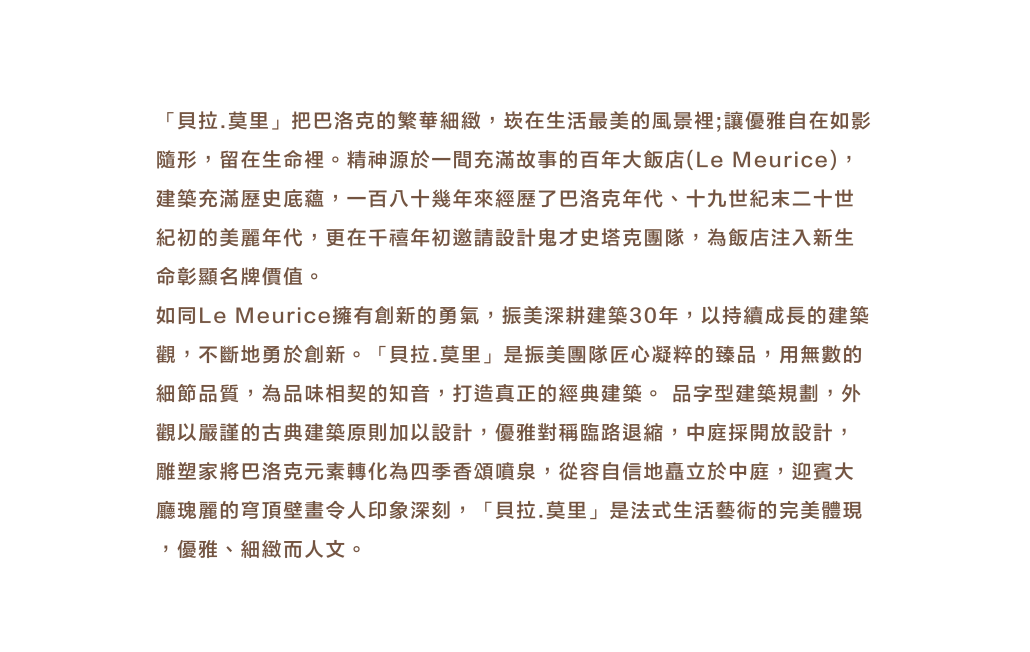 「貝拉.莫里」把巴洛克的繁華細緻，崁在生活最美的風景裡;讓優雅自在如影
隨形，留在生命裡。精神源於一間充滿故事的百年大飯店(Le Meurice)，
建築充滿歷史底蘊，一百八十幾年來經歷了巴洛克年代、十九世紀末二十世
紀初的美麗年代，更在千禧年初邀請設計鬼才史塔克團隊，為飯店注入新生
命彰顯名牌價值。
如同Le Meurice擁有創新的勇氣，振美深耕建築30年，以持續成長的建築
觀，不斷地勇於創新。「貝拉.莫里」是振美團隊匠心凝粹的臻品，用無數的
細節品質，為品味相契的知音，打造真正的經典建築。 品字型建築規劃，外
觀以嚴謹的古典建築原則加以設計，優雅對稱臨路退縮，中庭採開放設計，
雕塑家將巴洛克元素轉化為四季香頌噴泉，從容自信地矗立於中庭，迎賓大
廳瑰麗的穹頂壁畫令人印象深刻，「貝拉.莫里」是法式生活藝術的完美體現
，優雅、細緻而人文。